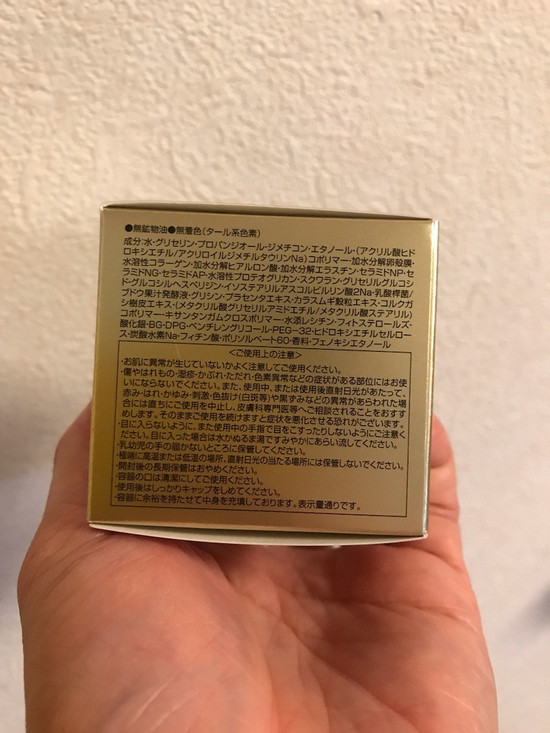 ●無鉱物油●無着色(タール系色素)
成分:水・グリセリン・プロパンジオール・ジメチコン・エタノール・(アクリル酸ヒド
ロキシエチル/アクリロイルジメチルタウリンNa)コポリマー・加水分解卵殻膜・
水溶性コラーゲン・加水分解ヒアルロン酸・加水分解エラスチン・セラミドNP・セ
ラミドNG・セラミドAP・水溶性プロテオグリカン・スクワラン・グリセリルグルコシ
ド・グルコシルヘスペリジン・イソステアリルアスコルビルリン酸2Na・乳酸桿菌/
ブドウ果汁発酵液・グリシン・プラセンタエキス・カラスムギ穀粒エキス・コルクガ
シ樹皮エキス・(メタクリル酸グリセリルアミドエチル/メタクリル酸ステアリル)
コポリマー・キサンタンガムクロスポリマー・水添レシチン・フィトステロールズ・
酸化銀・BG・DPG・ペンチレングリコール・PEG-32・ヒドロキシエチルセルロー
ス・炭酸水素Na・フィチン酸・ポリソルベート60・香料・フェノキシエタノール
<ご使用上の注意>
・お肌に異常が生じていないかよく注意してご使用ください。
・傷やはれもの・湿疹・かぶれ・ただれ・色素異常などの症状がある部位にはお使
いにならないでください。また、使用中、または使用後直射日光があたって、
赤み・はれ・かゆみ・刺激・色抜け(白斑等)や黒ずみなどの異常があらわれた場
合には直ちにご使用を中止し、皮膚科専門医等へご相談されることをおすす
めします。そのままご使用を続けますと症状を悪化させる恐れがございます。
・目に入らないように、また使用中の手指で目をこすったりしないようにご注意く
ださい。目に入った場合は水かぬるま湯ですみやかにあらい流してください。
・乳幼児の手の届かないところに保管してください。
・極端に高温または低温の場所、直射日光の当たる場所には保管しないでください。
・開封後の長期保管はおやめください。
・容器の口は清潔にしてご使用ください。
・使用後はしっかりキャップをしめてください。
・容器に余裕を持たせて中身を充填しております。表示量通りです。